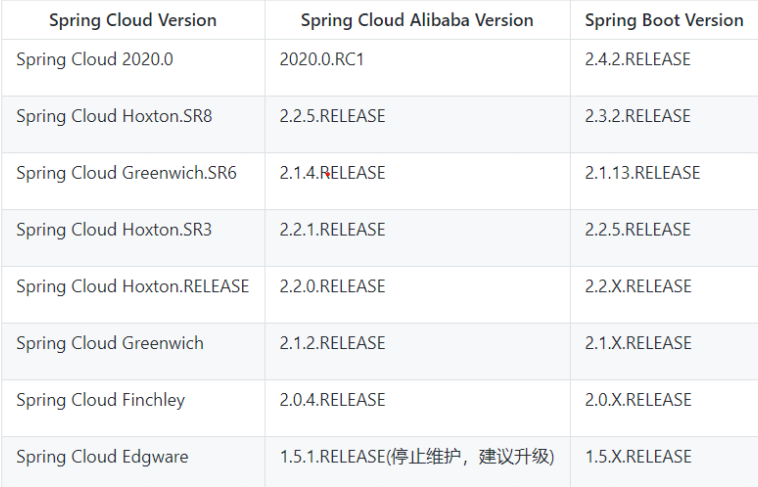 Spring Cloud Version Spring Cloud Alibaba Version Spring Boot Version
Spring Cloud 2020.0 2020.0.RC1 2.4.2.RELEASE
Spring Cloud Hoxton.SR8 2.2.5.RELEASE 2.3.2.RELEASE
Spring Cloud Greenwich.SR6 2.1.4.RELEASE 2.1.13.RELEASE
Spring Cloud Hoxton.SR3 2.2.1.RELEASE 2.2.5.RELEASE
Spring Cloud Hoxton.RELEASE 2.2.0.RELEASE 2.2.X.RELEASE
Spring Cloud Greenwich 2.1.2.RELEASE 2.1.X.RELEASE
Spring Cloud Finchley 2.0.4.RELEASE 2.0.X.RELEASE
Spring Cloud Edgware 1.5.1.RELEASE(停止维护，建议升级) 1.5.X.RELEASE